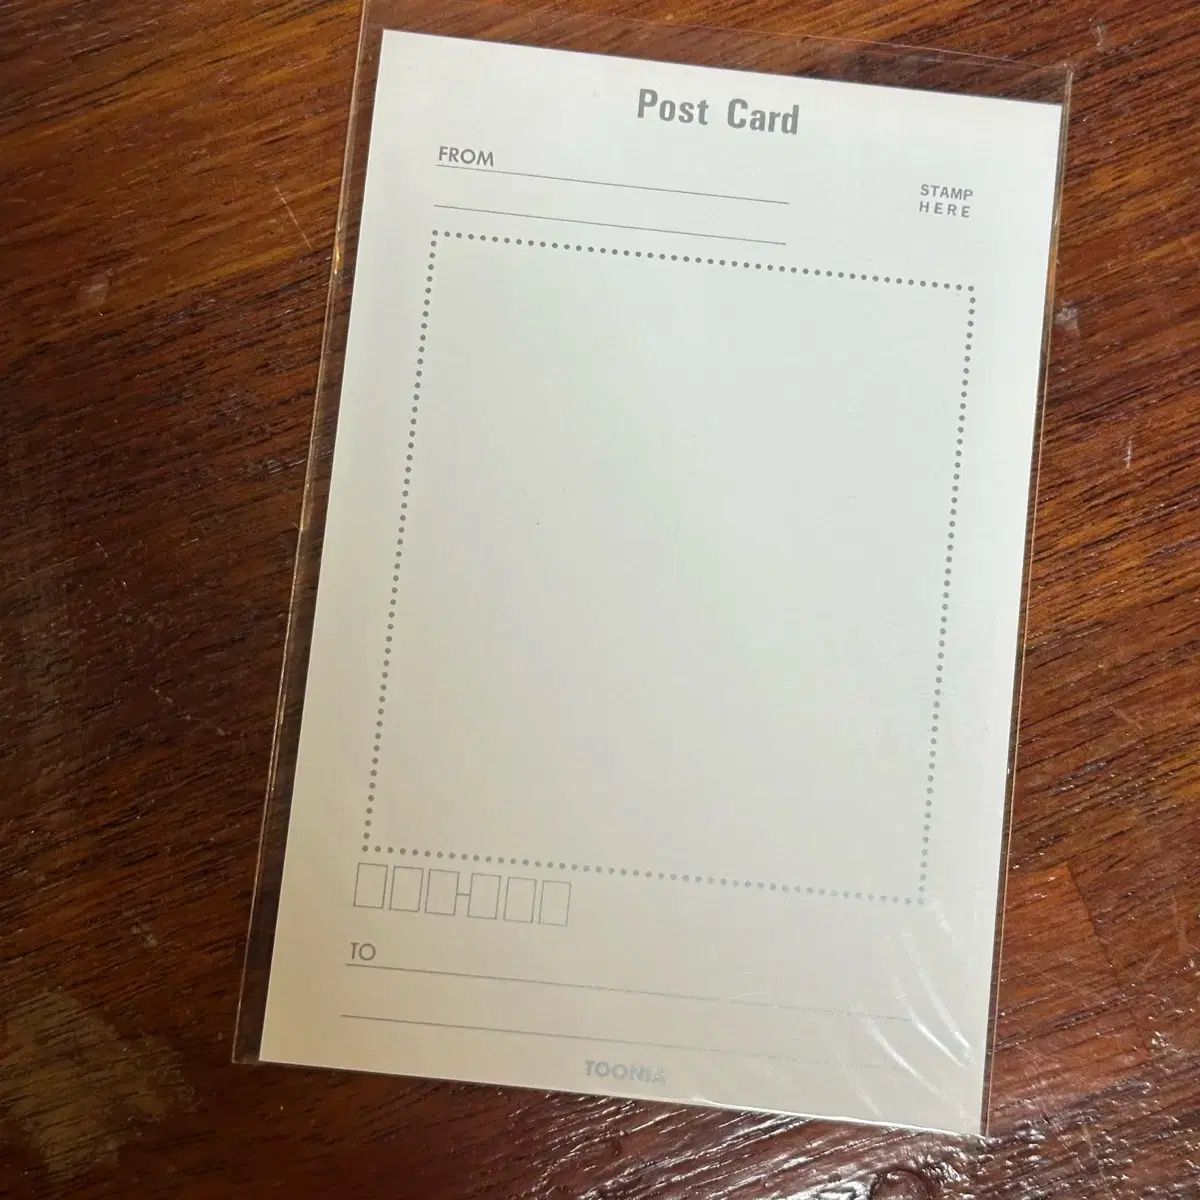 Post Card
FROM
STAMP
HERE
TO
TOONIA